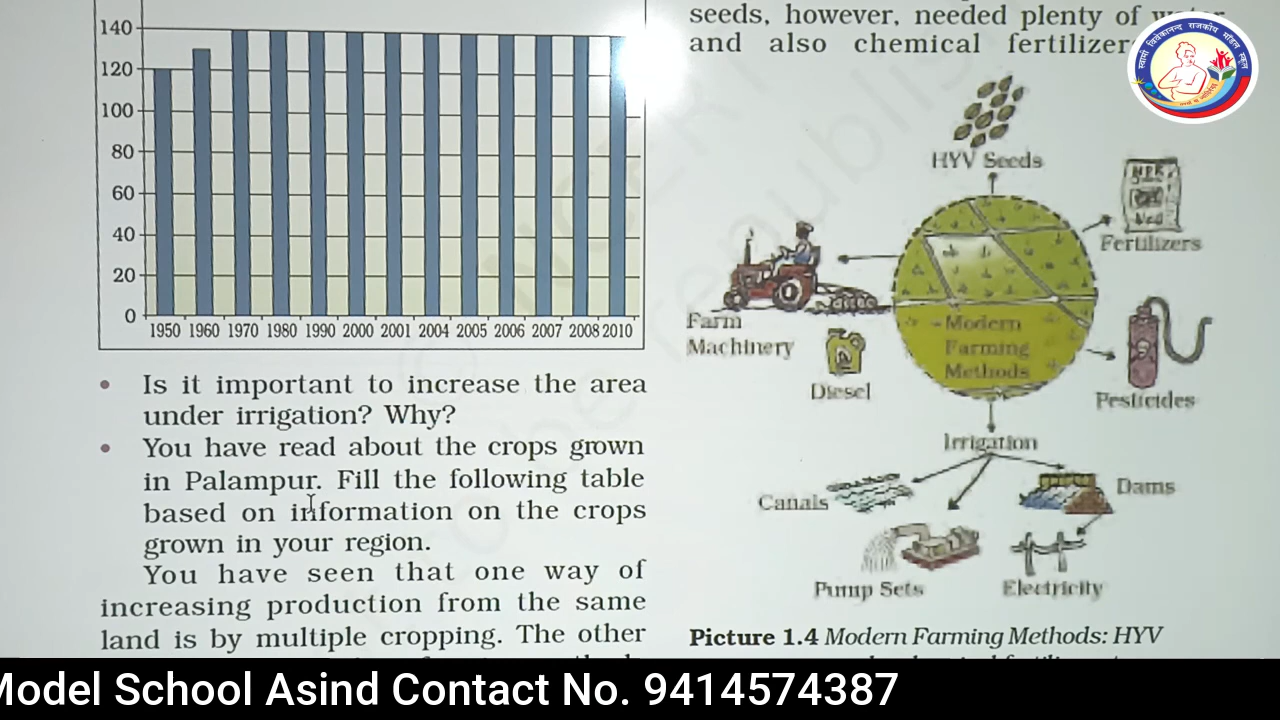 140
120
100
80
60
40
20
0
1950 1960 1970 1980 1990 2000 2001 2004 2005 2006 2007 2008 2010
• Is it important to increase the area
under irrigation? Why?
• You have read about the crops grown
in Palampur. Fill the following table
based on information on the crops
grown in your region.
You have seen that one way of
increasing production from the same
land is by multiple cropping. The other
seeds, however, needed plenty of water
and also chemical fertilizer
स्वामी विवेकानन्द राजकीय मॉडल स्कूल
HYV Seeds
Fertilizers
Farm
Machinery
Diesel
Modern
Farming
Methods
Pesticides
Irrigation
Canals
Dams
Pump Sets
Electricity
Picture 1.4 Modern Farming Methods: HYV
Model School Asind Contact No. 9414574387